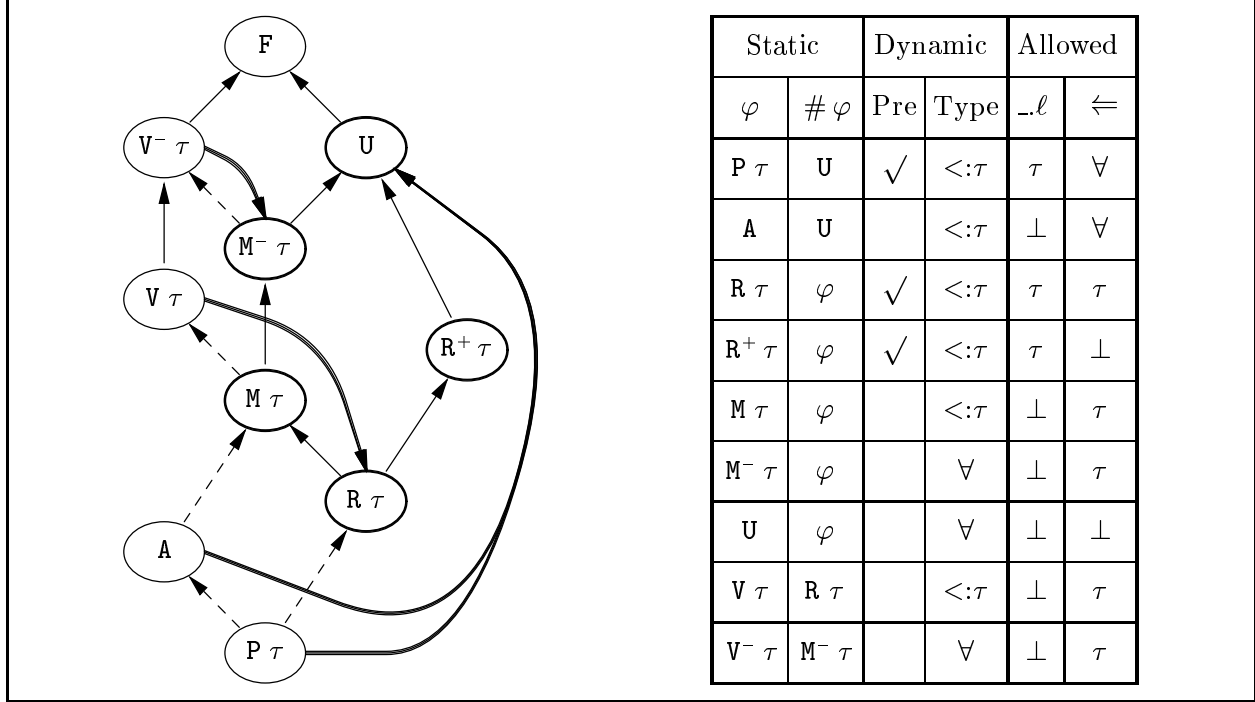 F
V⁻ τ
U
M⁻ τ
V τ
R⁺ τ
M τ
R τ
A
P τ
Static Dynamic Allowed
φ # φ Pre Type _.ℓ ⇐
P τ U √ <:τ τ ∀
A U <:τ ⊥ ∀
R τ φ √ <:τ τ τ
R⁺ τ φ √ <:τ τ ⊥
M τ φ <:τ ⊥ τ
M⁻ τ φ ∀ ⊥ τ
U φ ∀ ⊥ ⊥
V τ R τ <:τ ⊥ τ
V⁻ τ M⁻ τ ∀ ⊥ τ